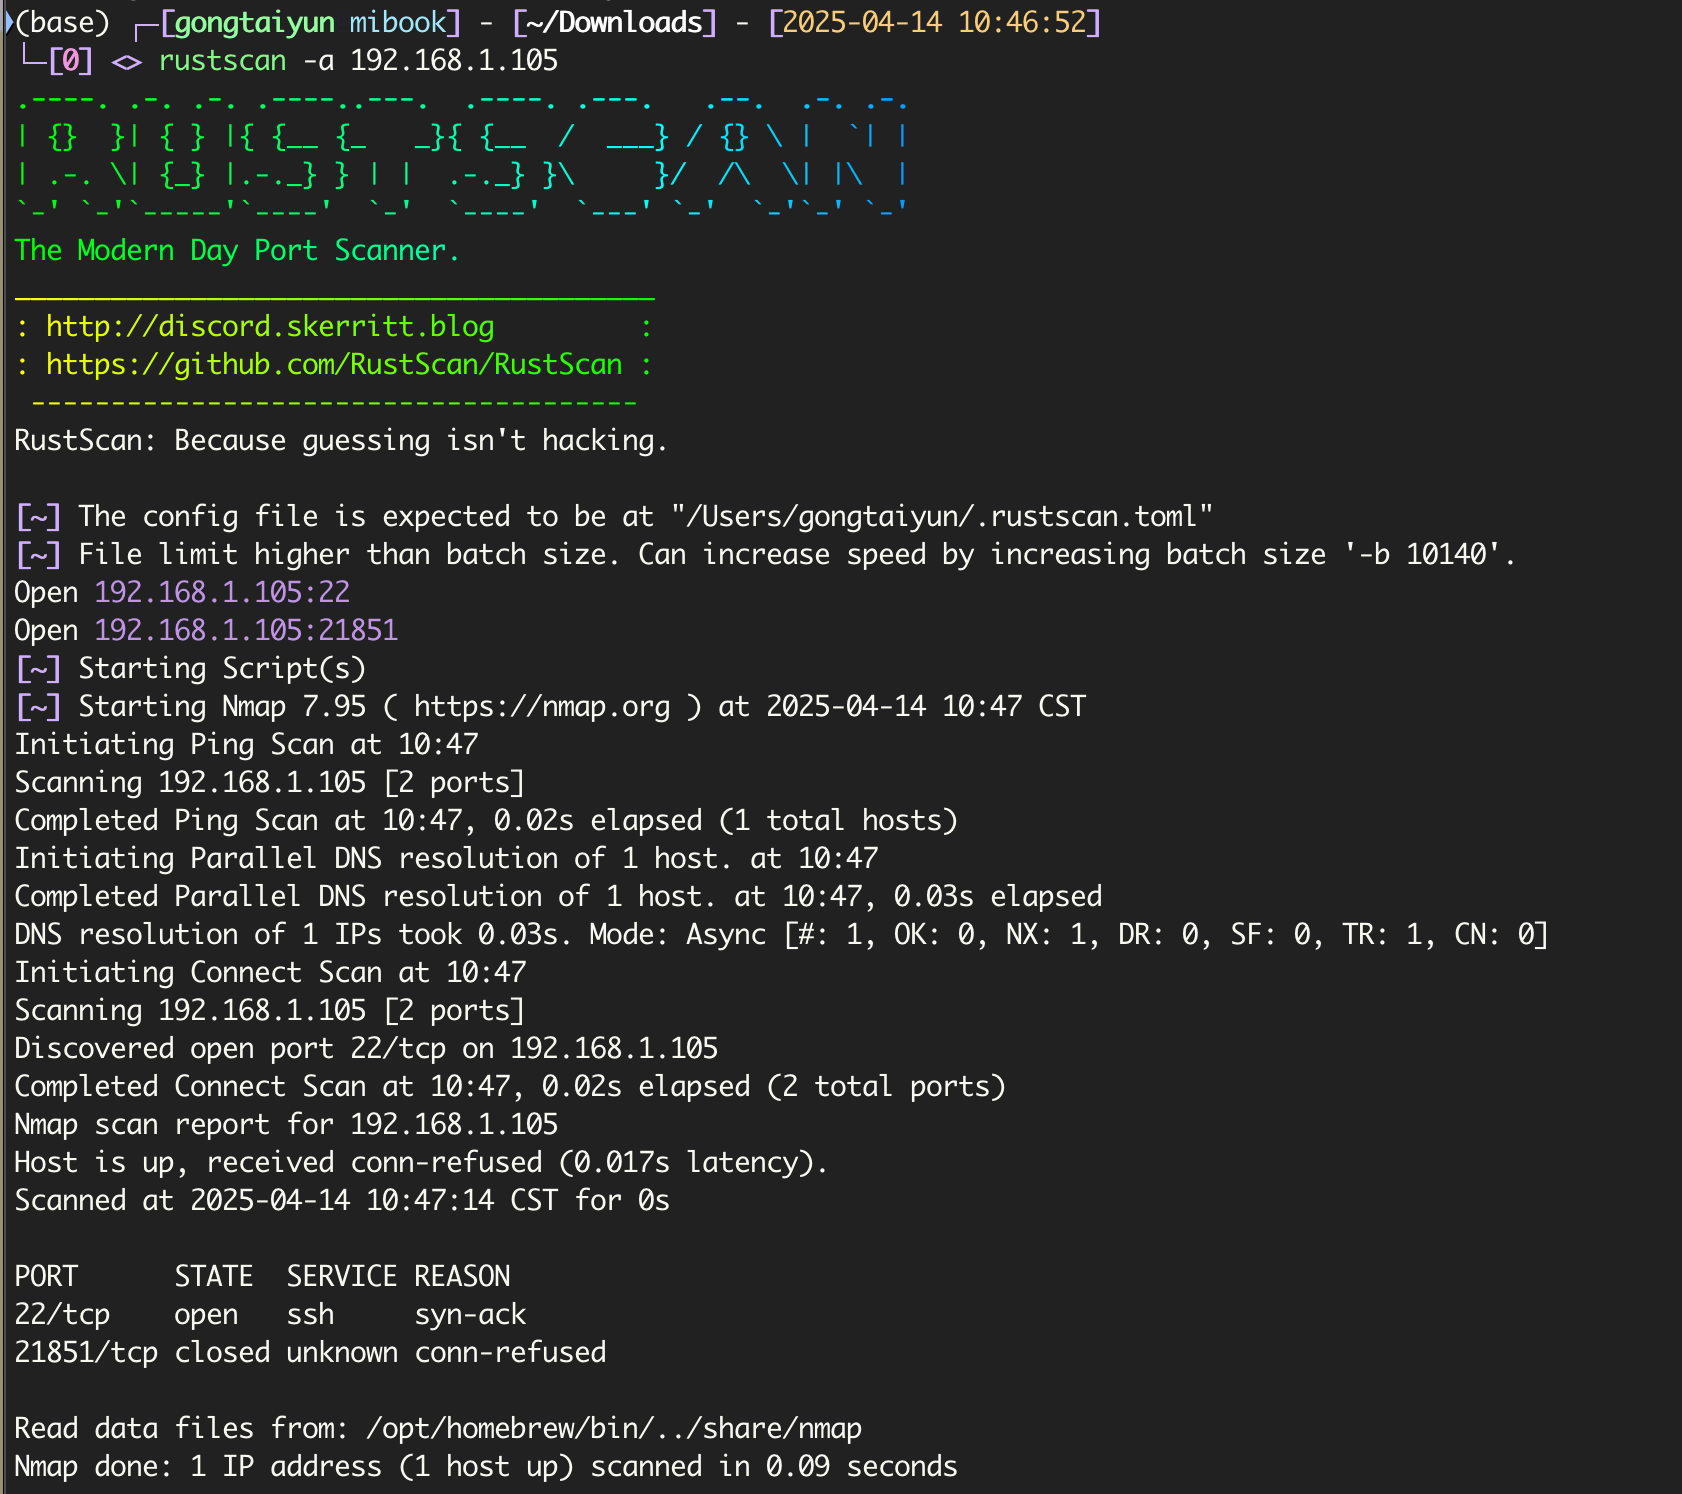 (base) ┌─[gongtaiyun mibook] - [~/Downloads] - [2025-04-14 10:46:52]
└─[0] <> rustscan -a 192.168.1.105
.----. .-. .-. .----..---.  .----. .---.   .--.  .-. .-.
| {}  }| { } |{ {__ {_   _}{ {__  /  ___} / {} \ |  `| |
| .-. \| {_} |.-._} } | |  .-._} }\     }/  /\  \| |\  |
`-' `-'`-----'`----'  `-'  `----'  `---' `-'  `-'`-' `-'
The Modern Day Port Scanner.
________________________________________
: http://discord.skerritt.blog         :
: https://github.com/RustScan/RustScan :
 --------------------------------------
RustScan: Because guessing isn't hacking.

[~] The config file is expected to be at "/Users/gongtaiyun/.rustscan.toml"
[~] File limit higher than batch size. Can increase speed by increasing batch size '-b 10140'.
Open 192.168.1.105:22
Open 192.168.1.105:21851
[~] Starting Script(s)
[~] Starting Nmap 7.95 ( https://nmap.org ) at 2025-04-14 10:47 CST
Initiating Ping Scan at 10:47
Scanning 192.168.1.105 [2 ports]
Completed Ping Scan at 10:47, 0.02s elapsed (1 total hosts)
Initiating Parallel DNS resolution of 1 host. at 10:47
Completed Parallel DNS resolution of 1 host. at 10:47, 0.03s elapsed
DNS resolution of 1 IPs took 0.03s. Mode: Async [#: 1, OK: 0, NX: 1, DR: 0, SF: 0, TR: 1, CN: 0]
Initiating Connect Scan at 10:47
Scanning 192.168.1.105 [2 ports]
Discovered open port 22/tcp on 192.168.1.105
Completed Connect Scan at 10:47, 0.02s elapsed (2 total ports)
Nmap scan report for 192.168.1.105
Host is up, received conn-refused (0.017s latency).
Scanned at 2025-04-14 10:47:14 CST for 0s

PORT      STATE  SERVICE REASON
22/tcp    open   ssh     syn-ack
21851/tcp closed unknown conn-refused

Read data files from: /opt/homebrew/bin/../share/nmap
Nmap done: 1 IP address (1 host up) scanned in 0.09 seconds